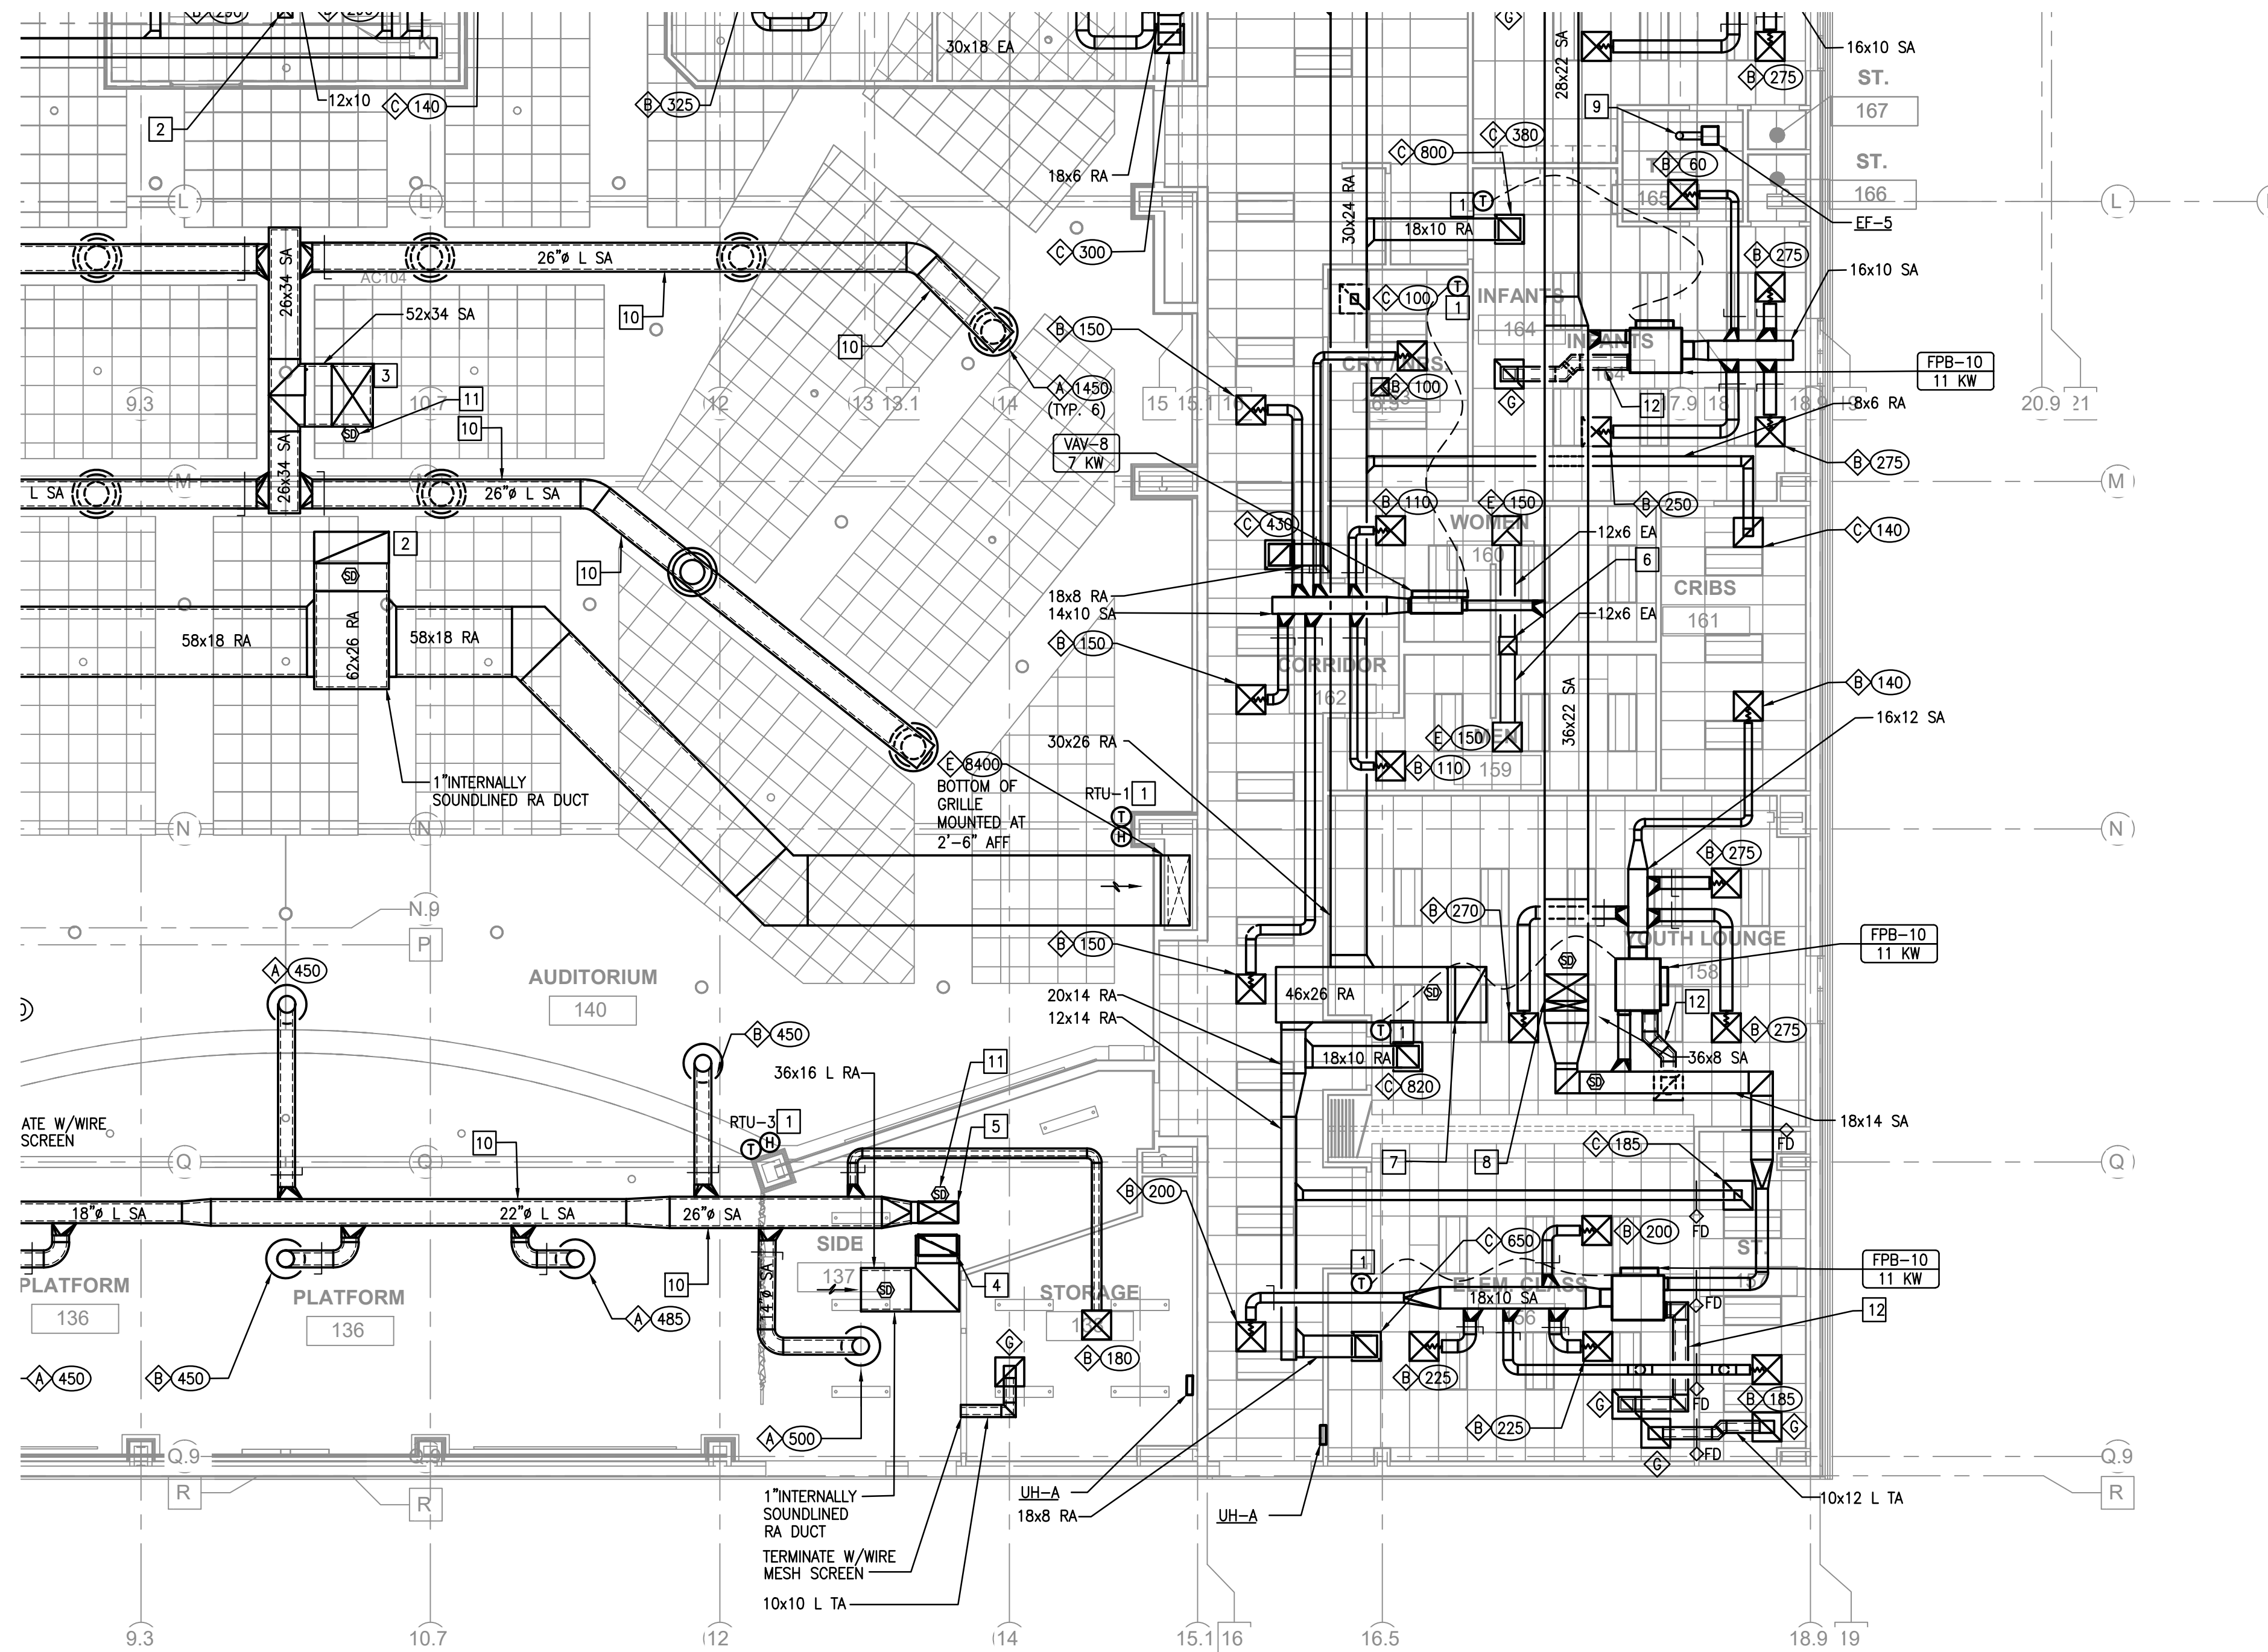 30x18 EA
28x22 SA
G
16x10 SA
B 275
ST.
167
12x10
C 140
B 325
2
9
C 380
C 800
B 60
ST.
166
165
18x6 RA
30x24 RA
1 T
18x10 RA
EF-5
L
L
L
C 300
26"ø L SA
AC104
26x34 SA
52x34 SA
10
10
3
11
SD
10
B 275
16x10 SA
C 100
T
1
INFANTS
164
INFANTS
164
B 150
CRY
B 100
FPB-10
11 KW
12
G
8x6 RA
A 1450
(TYP. 6)
9.3
10.7
12
13
13.1
14
15
15.1
16
17.9
18
18.9
19
20.9
21
VAV-8
7 KW
B 275
26x34 SA
L SA
26"ø L SA
M
M
M
B 110
E 150
B 250
C 430
WOMEN
160
12x6 EA
C 140
2
SD
10
6
CRIBS
161
18x8 RA
14x10 SA
12x6 EA
58x18 RA
62x26 RA
58x18 RA
B 150
CORRIDOR
162
B 140
36x22 SA
16x12 SA
30x26 RA
E 150
MEN
159
B 110
1"INTERNALLY
SOUNDLINED RA DUCT
E 8400
BOTTOM OF
GRILLE
MOUNTED AT
2'-6" AFF
RTU-1 1
T
H
N
N
N
B 275
N.9
P
B 270
B 150
YOUTH LOUNGE
158
FPB-10
11 KW
SD
A 450
AUDITORIUM
140
20x14 RA
12x14 RA
46x26 RA
SD
12
T 1
B 275
B 450
36x16 L RA
11
18x10 RA
C 820
36x8 SA
SD
18x14 SA
ATE W/WIRE
SCREEN
RTU-3 1
T H
10
5
7
8
C 185
FD
Q
Q
Q
B 200
SD
18"ø L SA
22"ø L SA
26"ø SA
SIDE
137
C 650
B 200
FD
ST.
1
T
FPB-10
11 KW
PLATFORM
136
PLATFORM
136
10
14"ø SA
SD
4
STORAGE
ELEM. CLASS
18x10 SA
FD
12
A 485
B 180
G
A 450
B 450
B 225
B 225
B 185
G
FD
G
G
FD
A 500
Q.9
Q.9
Q.9
R
R
R
1"INTERNALLY
SOUNDLINED
RA DUCT
UH-A
18x8 RA
UH-A
10x12 L TA
TERMINATE W/WIRE
MESH SCREEN
10x10 L TA
9.3
10.7
12
14
15.1
16
16.5
18.9
19